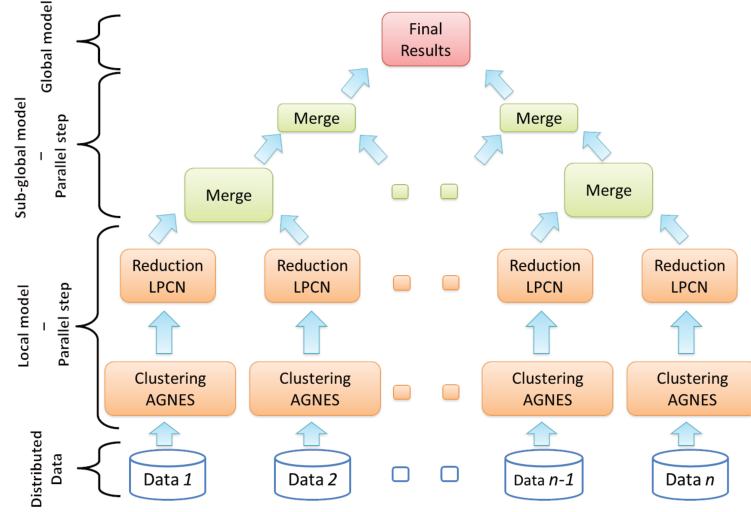 Global model
Final
Results
Sub-global model
–
Parallel step
Merge
Merge
Merge
Merge
Local model
–
Parallel step
Reduction
LPCN
Reduction
LPCN
Reduction
LPCN
Reduction
LPCN
Clustering
AGNES
Clustering
AGNES
Clustering
AGNES
Clustering
AGNES
Distributed
Data
Data 1
Data 2
Data n-1
Data n